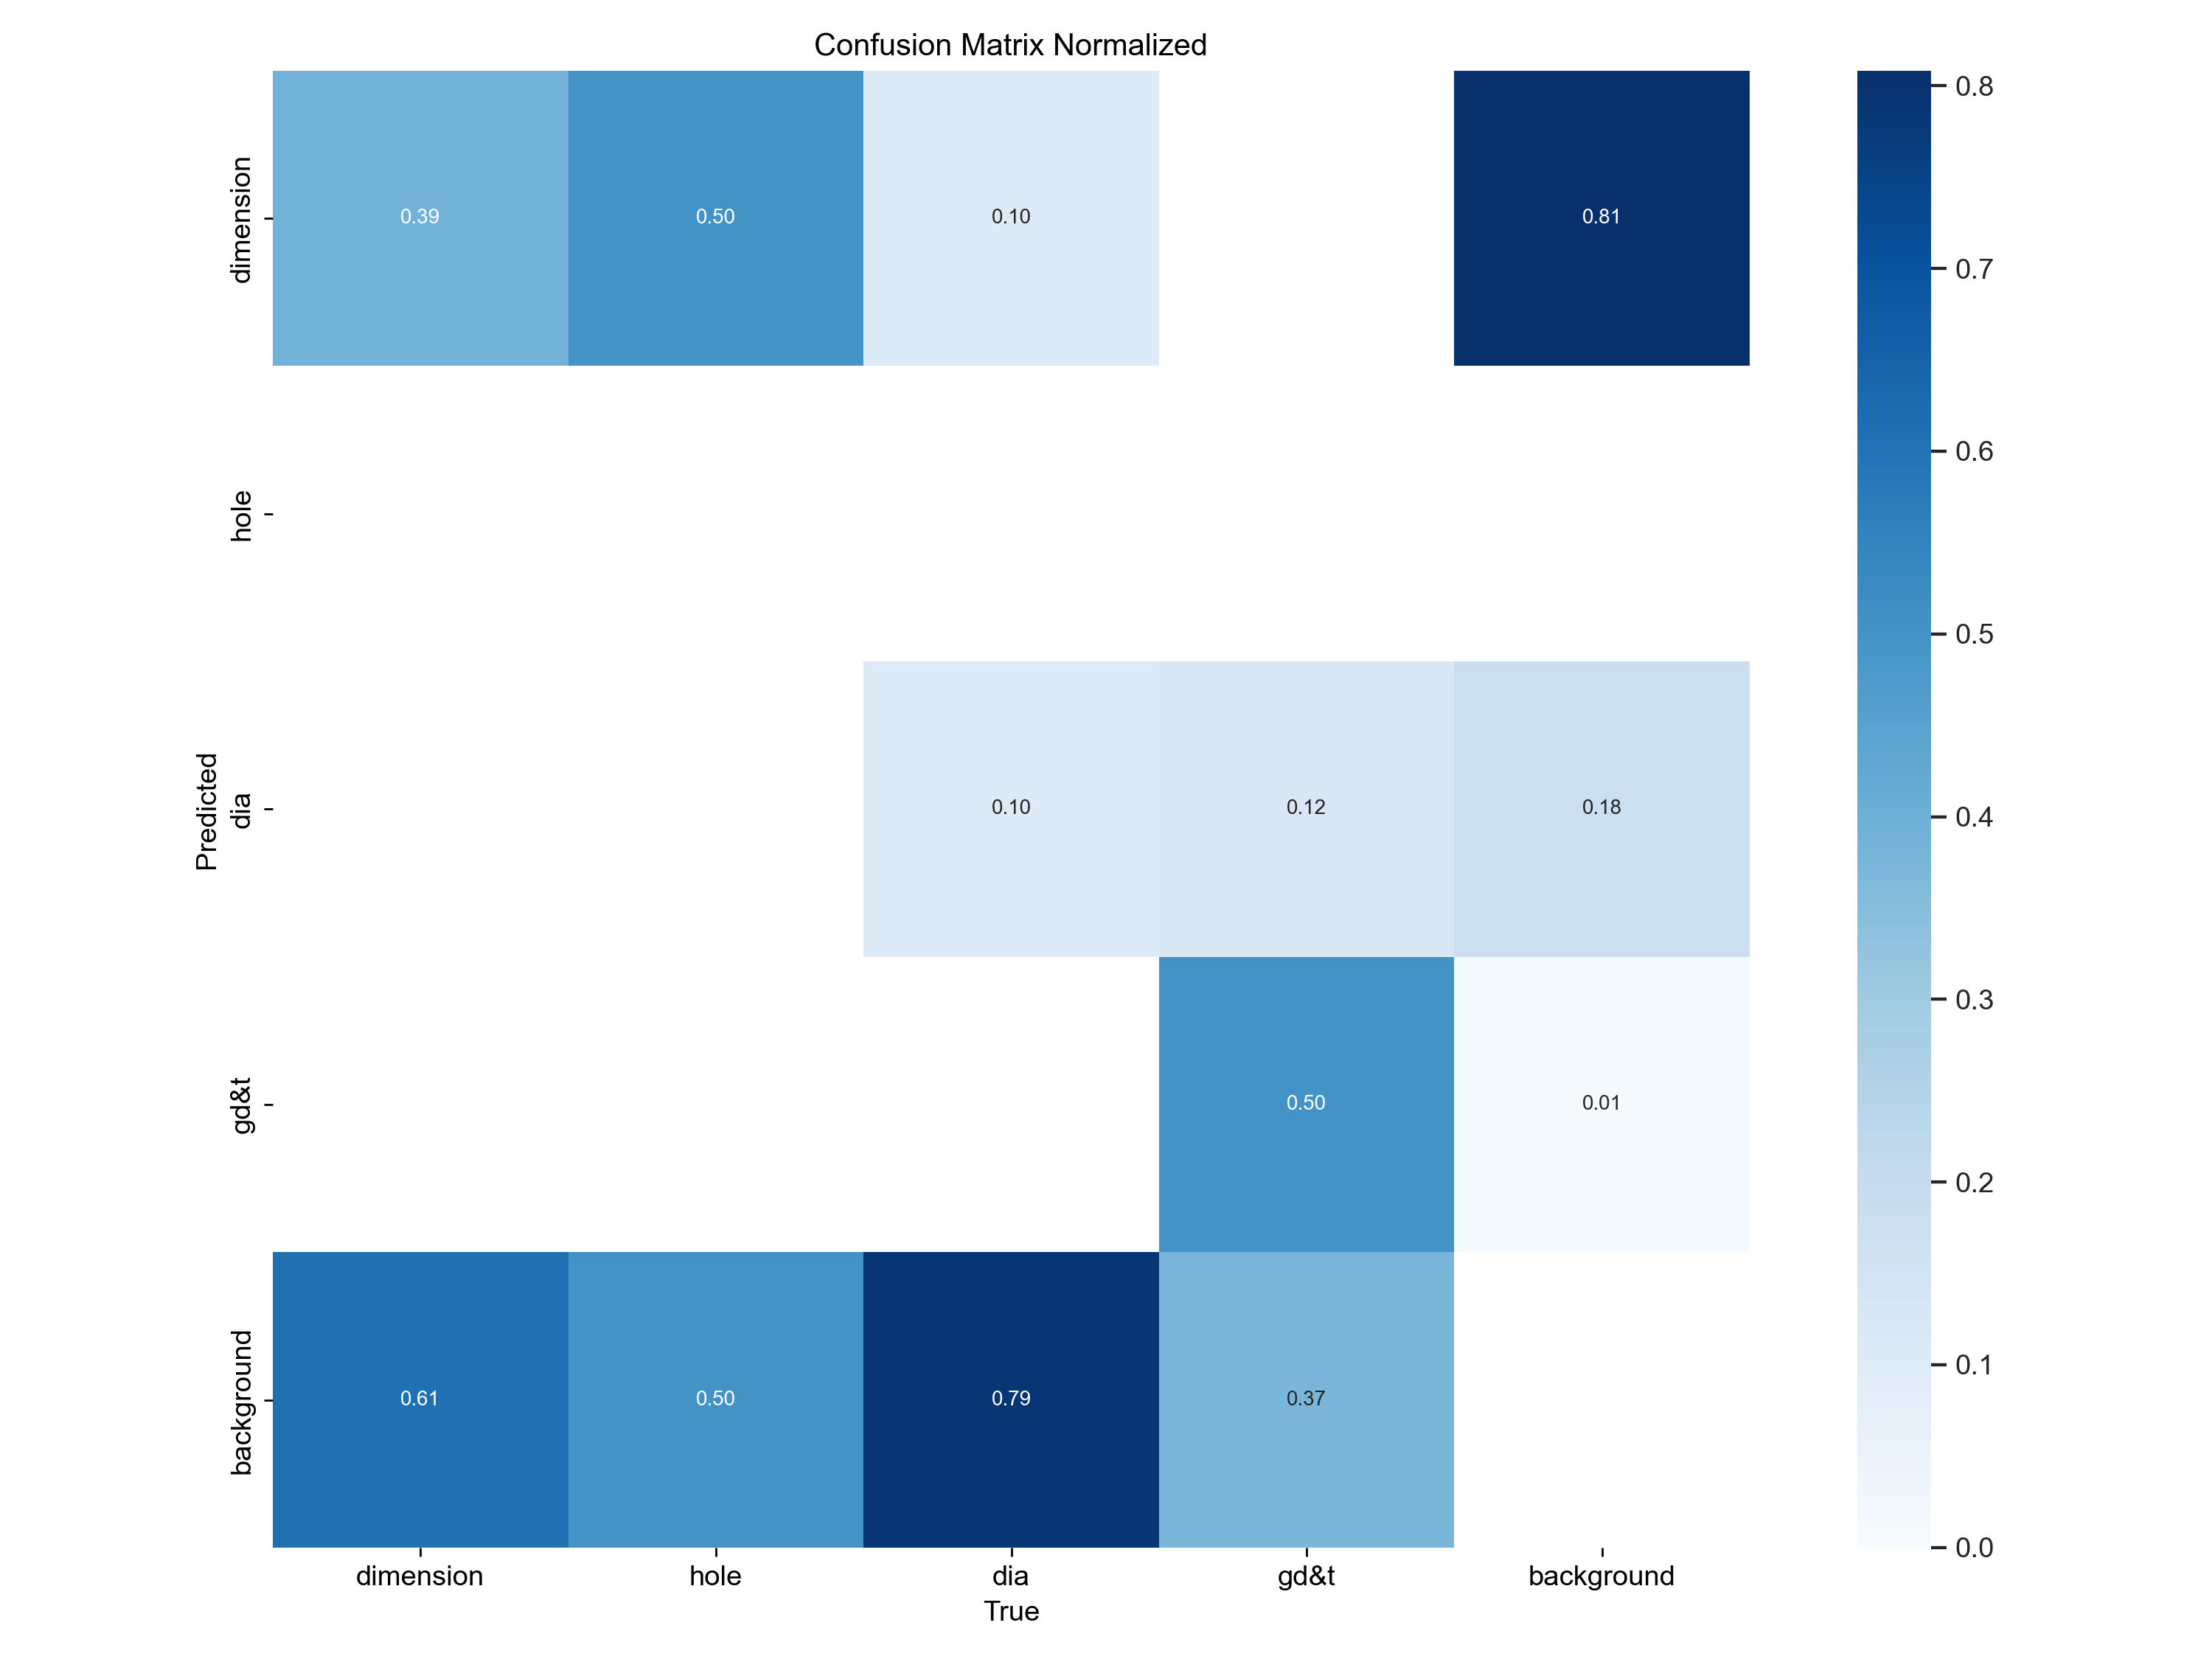 Confusion Matrix Normalized
dimension
0.39
0.50
0.10
0.81
0.8
0.7
0.6
0.5
0.4
0.3
0.2
0.1
0.0
hole
Predicted
dia
0.10
0.12
0.18
gd&t
0.50
0.01
background
0.61
0.50
0.79
0.37
dimension
hole
dia
gd&t
background
True